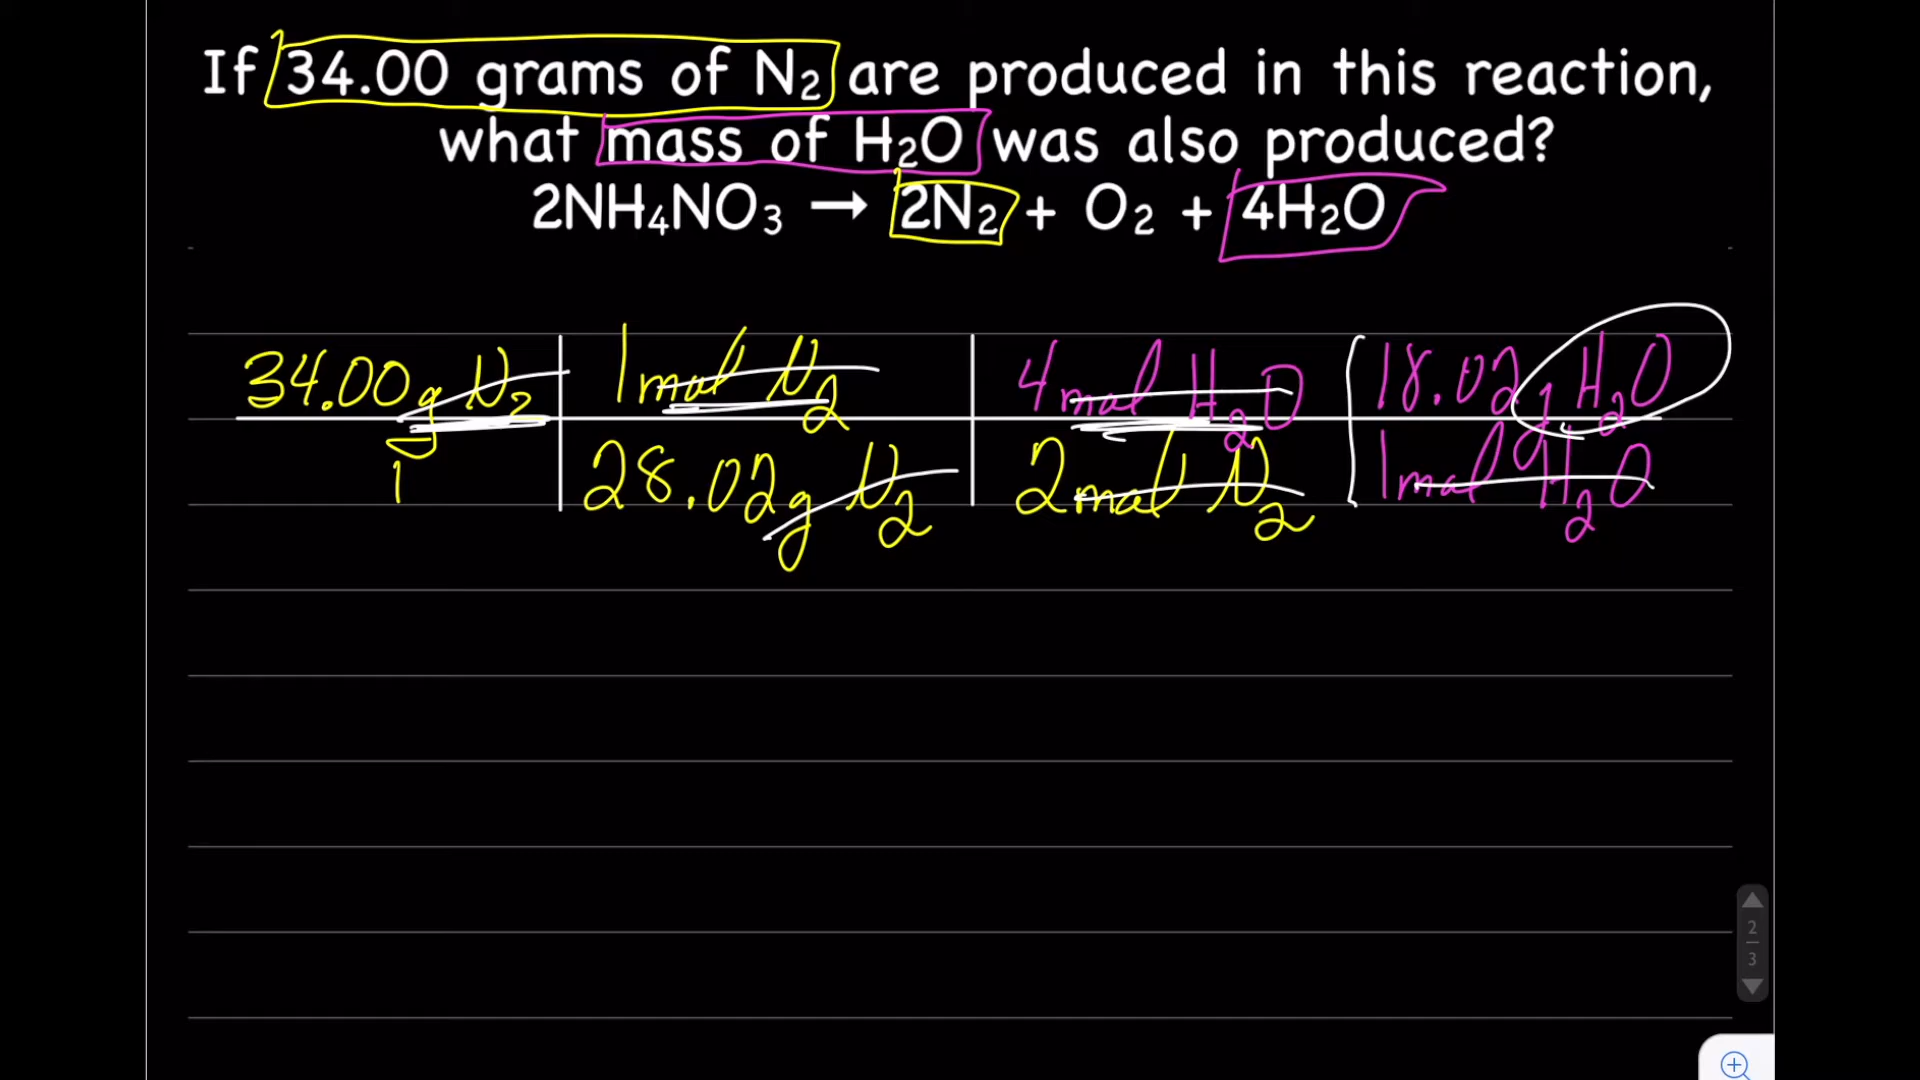 If 34.00 grams of N₂ are produced in this reaction,
what mass of H₂O was also produced?
2NH₄NO₃ → 2N₂ + O₂ + 4H₂O
34.00g N₂ 1mol N₂ 4mol H₂O 18.02g H₂O
1 28.02g N₂ 2mol N₂ 1mol H₂O
2
3